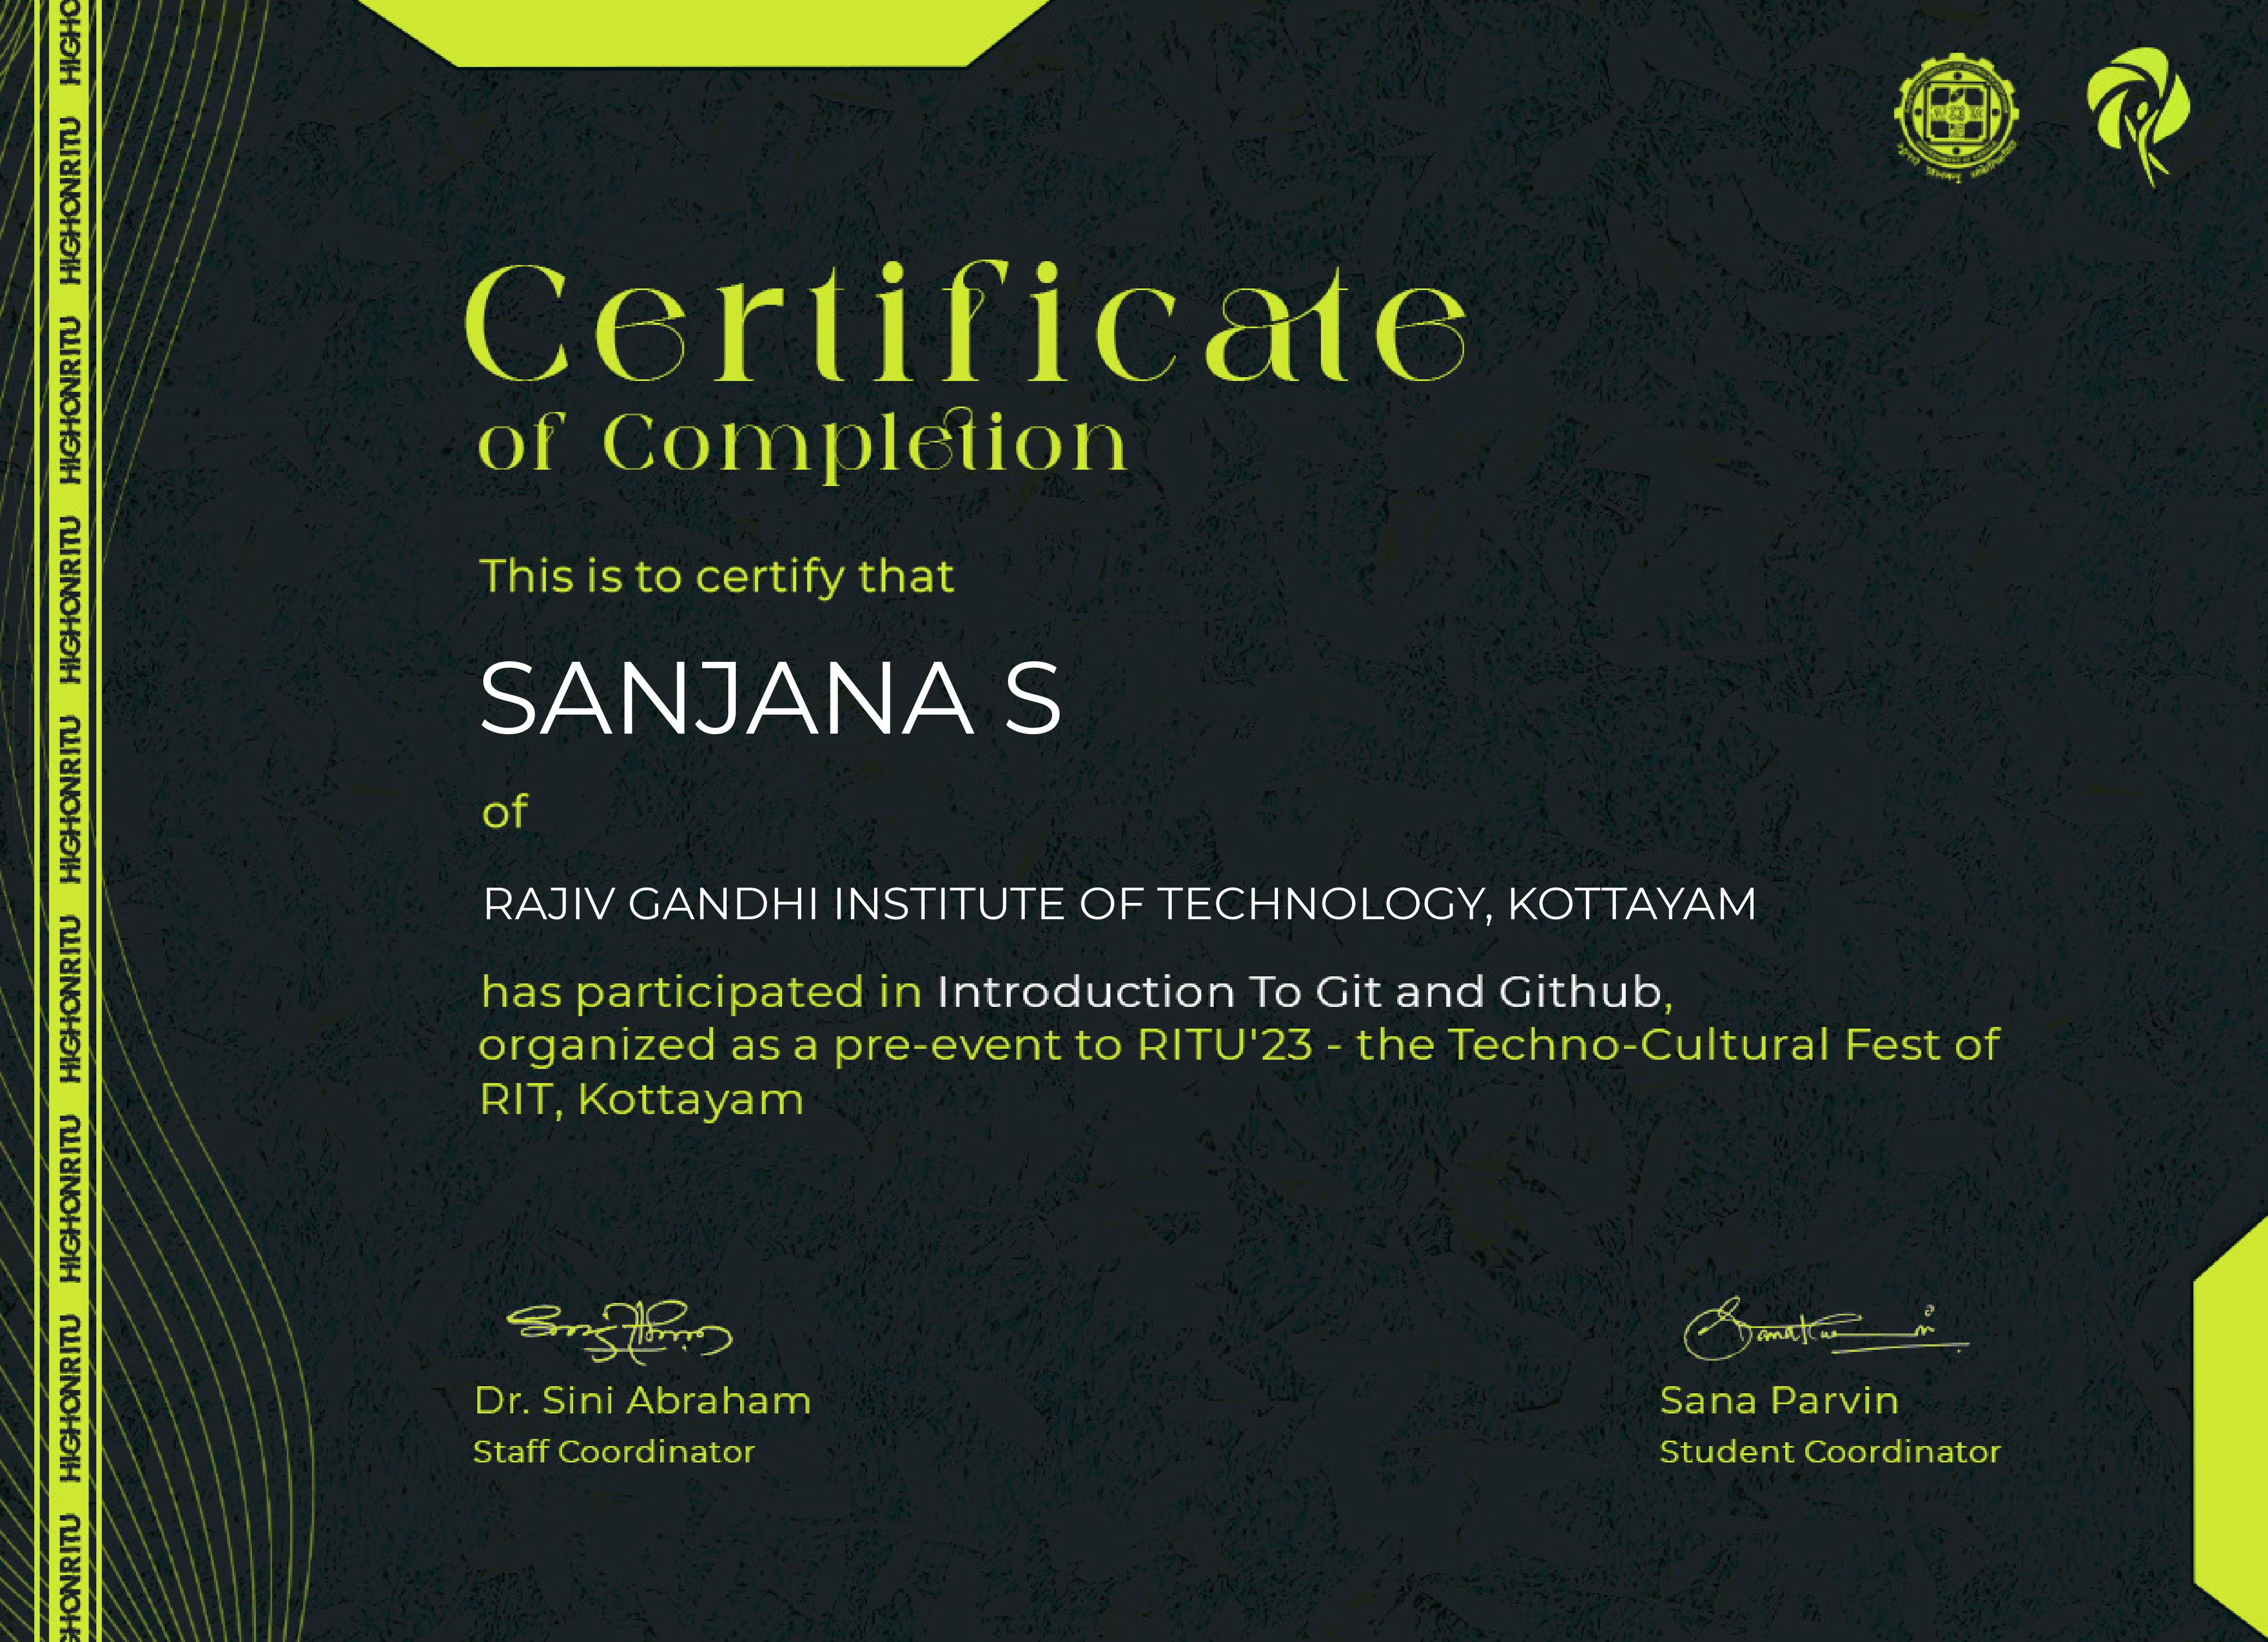 Certificate
of Completion
This is to certify that
SANJANA S
of
RAJIV GANDHI INSTITUTE OF TECHNOLOGY, KOTTAYAM
has participated in Introduction To Git and Github,
organized as a pre-event to RITU'23 - the Techno-Cultural Fest of
RIT, Kottayam
Dr. Sini Abraham
Staff Coordinator
Sana Parvin
Student Coordinator
HIGHONRITU HIGHONRITU HIGHONRITU HIGHONRITU HIGHONRITU HIGHONRITU HIGHONRITU